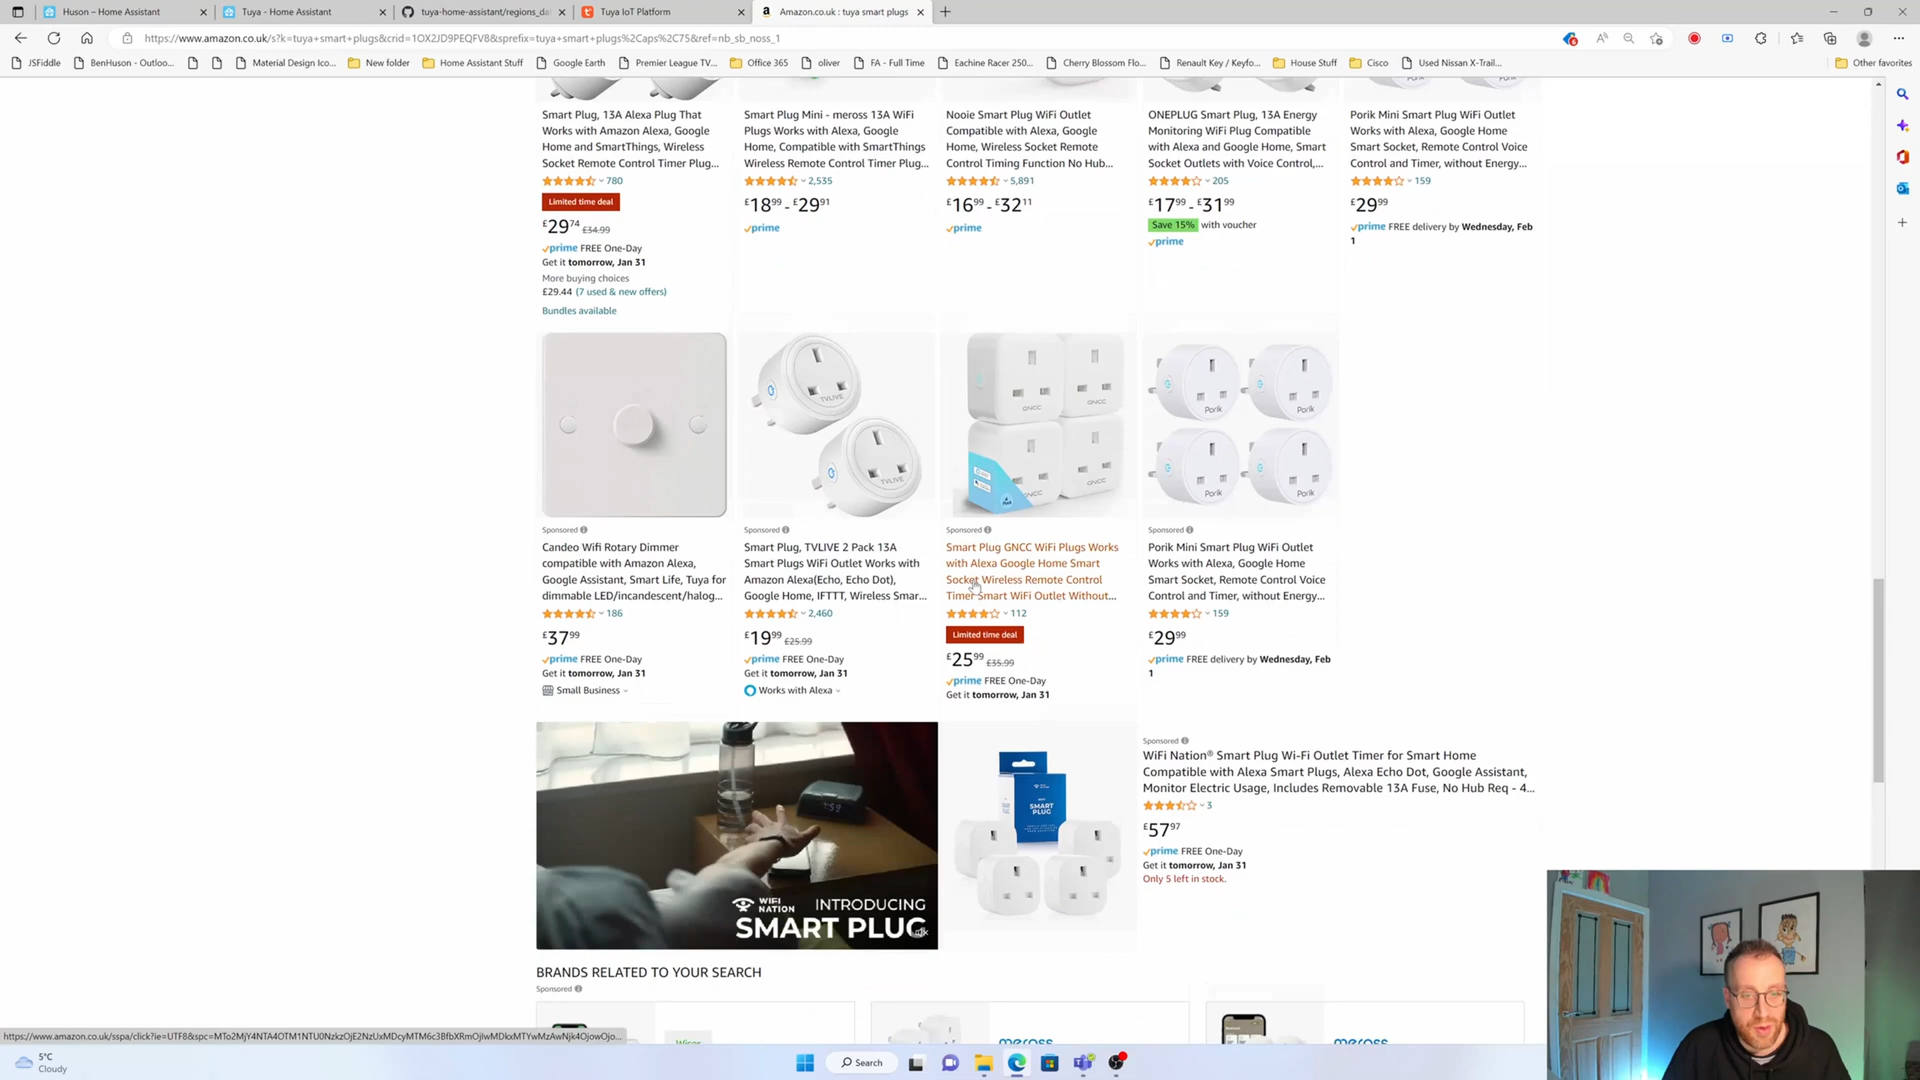 Huson – Home Assistant
Tuya - Home Assistant
tuya-home-assistant/regions_da
Tuya IoT Platform
Amazon.co.uk : tuya smart plugs
https://www.amazon.co.uk/s?k=tuya+smart+plugs&crid=1OX2JD9PEQFV8&sprefix=tuya+smart+plugs%2Caps%2C75&ref=nb_sb_noss_1
JSFiddle
BenHuson - Outloo...
Material Design Ico...
New folder
Home Assistant Stuff
Google Earth
Premier League TV...
Office 365
oliver
FA - Full Time
Eachine Racer 250...
Cherry Blossom Flo...
Renault Key / Keyfo...
House Stuff
Cisco
Used Nissan X-Trail...
Other favorites
Smart Plug, 13A Alexa Plug That
Works with Amazon Alexa, Google
Home and SmartThings, Wireless
Socket Remote Control Timer Plug...
780
Limited time deal
£29 74 £34.99
prime FREE One-Day
Get it tomorrow, Jan 31
More buying choices
£29.44 (7 used & new offers)
Bundles available
Smart Plug Mini - meross 13A WiFi
Plugs Works with Alexa, Google
Home, Compatible with SmartThings
Wireless Remote Control Timer Plug...
2,535
£18 99 - £29 91
prime
Nooie Smart Plug WiFi Outlet
Compatible with Alexa, Google
Home, Wireless Socket Remote
Control Timing Function No Hub...
5,891
£16 99 - £32 11
prime
ONEPLUG Smart Plug, 13A Energy
Monitoring WiFi Plug Compatible
with Alexa and Google Home, Smart
Socket Outlets with Voice Control,...
205
£17 99 - £31 99
Save 15% with voucher
prime
Porik Mini Smart Plug WiFi Outlet
Works with Alexa, Google Home
Smart Socket, Remote Control Voice
Control and Timer, without Energy...
159
£29 99
prime FREE delivery by Wednesday, Feb
1
TVLIVE
TVLIVE
GNCC
GNCC
GNCC
GNCC
Porik
Porik
Porik
Porik
Sponsored
Candeo Wifi Rotary Dimmer
compatible with Amazon Alexa,
Google Assistant, Smart Life, Tuya for
dimmable LED/incandescent/halog...
186
£37 99
prime FREE One-Day
Get it tomorrow, Jan 31
Small Business
Sponsored
Smart Plug, TVLIVE 2 Pack 13A
Smart Plugs WiFi Outlet Works with
Amazon Alexa(Echo, Echo Dot),
Google Home, IFTTT, Wireless Smar...
2,460
£19 99 £25.99
prime FREE One-Day
Get it tomorrow, Jan 31
Works with Alexa
Sponsored
Smart Plug GNCC WiFi Plugs Works
with Alexa Google Home Smart
Socket Wireless Remote Control
Timer Smart WiFi Outlet Without...
112
Limited time deal
£25 99 £35.99
prime FREE One-Day
Get it tomorrow, Jan 31
Sponsored
Porik Mini Smart Plug WiFi Outlet
Works with Alexa, Google Home
Smart Socket, Remote Control Voice
Control and Timer, without Energy...
159
£29 99
prime FREE delivery by Wednesday, Feb
1
WIFI NATION
INTRODUCING
SMART PLUG
SMART
PLUG
Sponsored
WiFi Nation® Smart Plug Wi-Fi Outlet Timer for Smart Home
Compatible with Alexa Smart Plugs, Alexa Echo Dot, Google Assistant,
Monitor Electric Usage, Includes Removable 13A Fuse, No Hub Req - 4...
3
£57 97
prime FREE One-Day
Get it tomorrow, Jan 31
Only 5 left in stock.
BRANDS RELATED TO YOUR SEARCH
Sponsored
meross
meross
5°C
Cloudy
Search